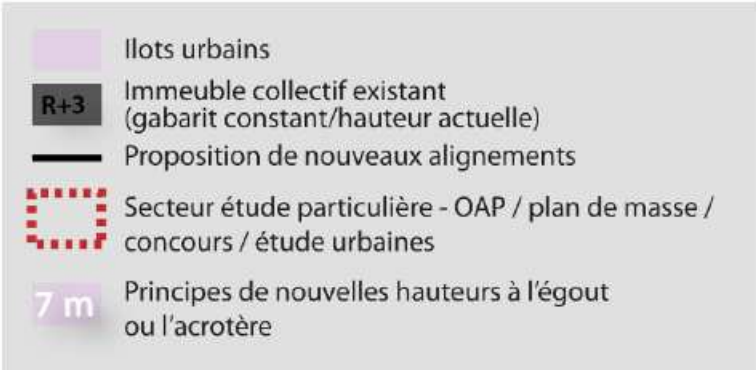 Ilots urbains
R+3
Immeuble collectif existant
(gabarit constant/hauteur actuelle)
Proposition de nouveaux alignements
Secteur étude particulière - OAP / plan de masse /
concours / étude urbaines
7 m
Principes de nouvelles hauteurs à l'égout
ou l'acrotère